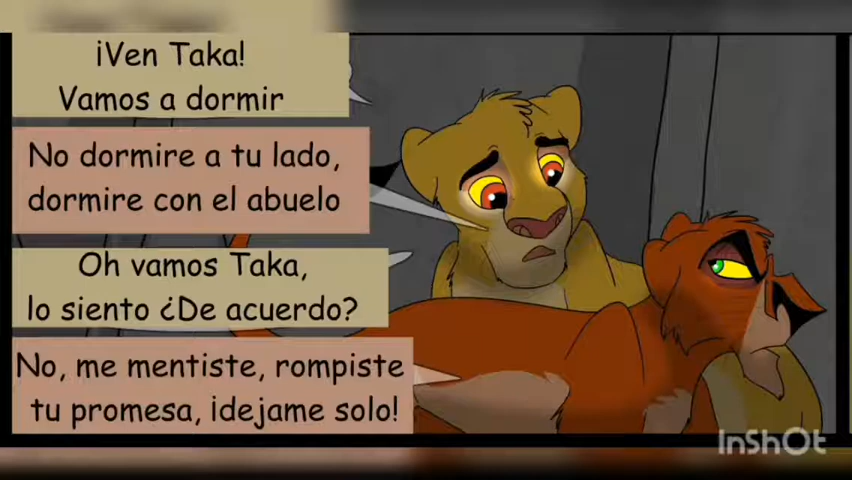 ¡Ven Taka!
Vamos a dormir
No dormire a tu lado,
dormire con el abuelo
Oh vamos Taka,
lo siento ¿De acuerdo?
No, me mentiste, rompiste
tu promesa, ¡dejame solo!
InShOt